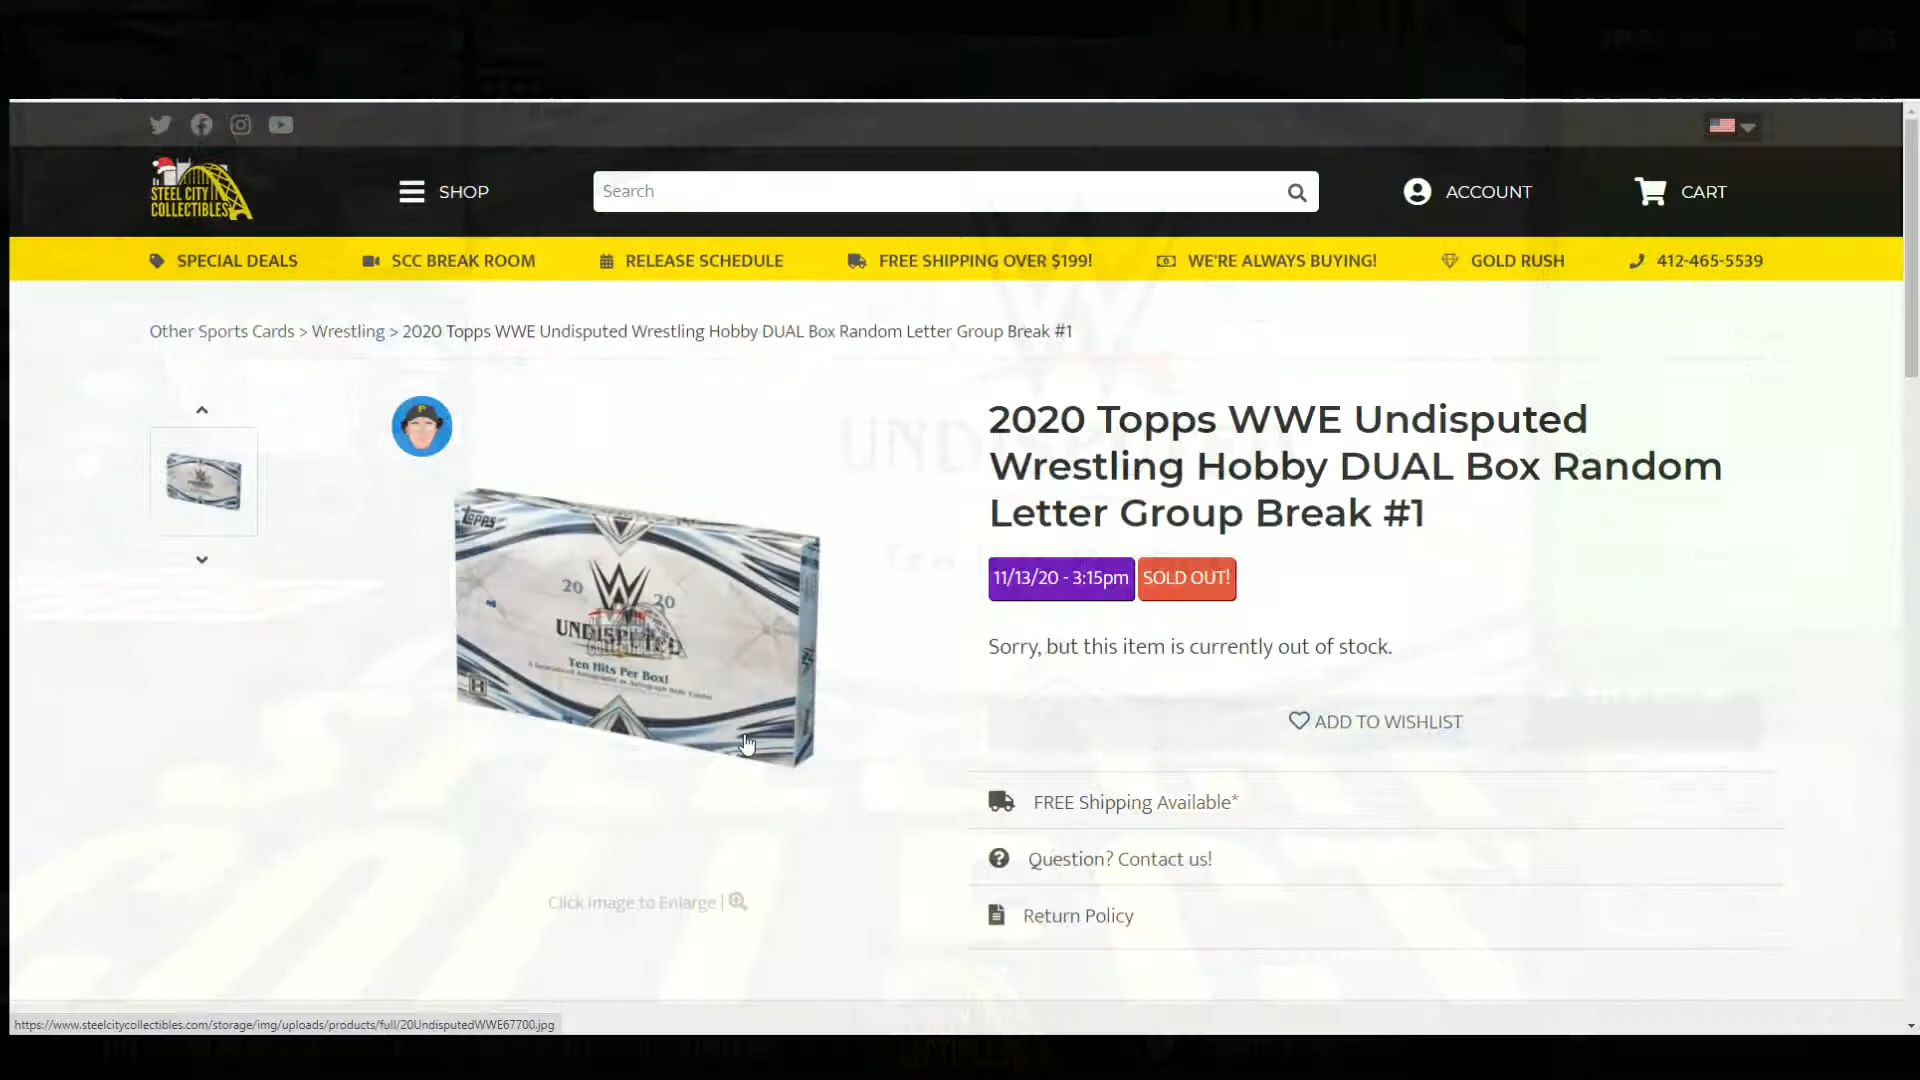 STEEL CITY
COLLECTIBLES
SHOP
Search
ACCOUNT
CART
SPECIAL DEALS
SCC BREAK ROOM
RELEASE SCHEDULE
FREE SHIPPING OVER $199!
WE'RE ALWAYS BUYING!
GOLD RUSH
412-465-5539
Other Sports Cards > Wrestling > 2020 Topps WWE Undisputed Wrestling Hobby DUAL Box Random Letter Group Break #1
2020 Topps WWE Undisputed
Wrestling Hobby DUAL Box Random
Letter Group Break #1
11/13/20 - 3:15pm
SOLD OUT!
Sorry, but this item is currently out of stock.
ADD TO WISHLIST
FREE Shipping Available*
Question? Contact us!
Return Policy
Topps
20 W 20
UNDISPUTED
Ten Hits Per Box!
H
Click Image to Enlarge |
https://www.steelcitycollectibles.com/storage/img/uploads/products/full/20UndisputedWWE67700.jpg